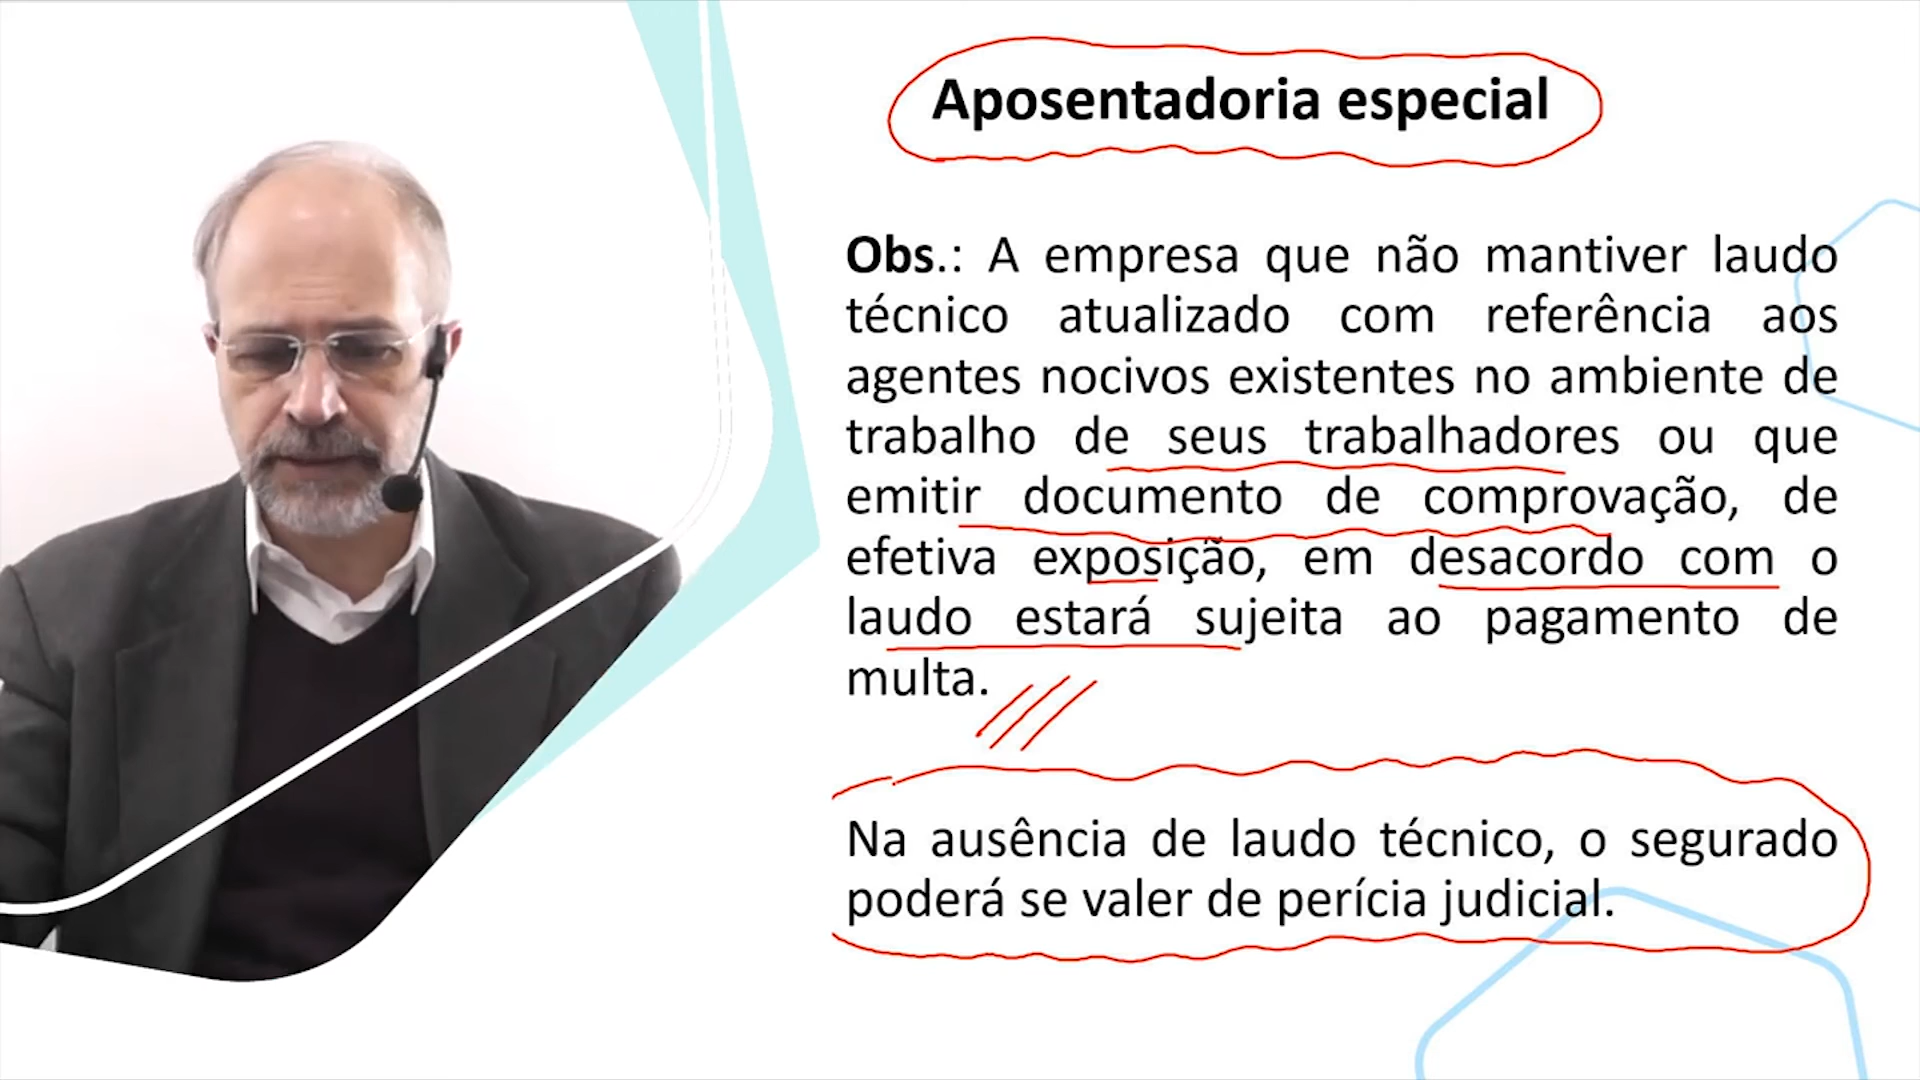 Aposentadoria especial
Obs.: A empresa que não mantiver laudo
técnico atualizado com referência aos
agentes nocivos existentes no ambiente de
trabalho de seus trabalhadores ou que
emitir documento de comprovação, de
efetiva exposição, em desacordo com o
laudo estará sujeita ao pagamento de
multa.
Na ausência de laudo técnico, o segurado
poderá se valer de perícia judicial.